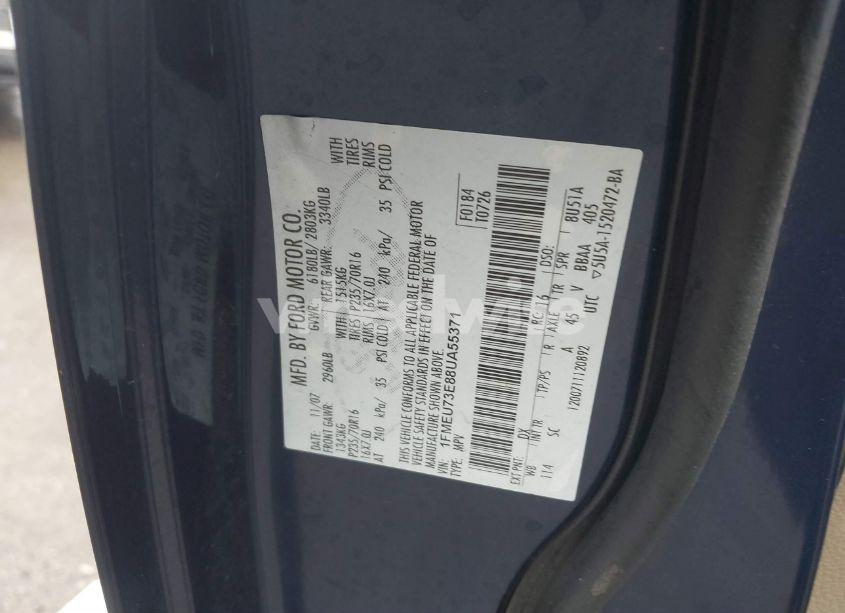 MFD. BY FORD MOTOR CO.
DATE: 11/07 GVWR: 6180LB/ 2803KG
FRONT GAWR: 2960LB REAR GAWR: 3340LB
1343KG WITH 1515KG WITH
P235/70R16 TIRES P235/70R16 TIRES
16X7.0J RIMS 16X7.0J RIMS
AT 240 kPa/ 35 PSI COLD AT 240 kPa/ 35 PSI COLD
THIS VEHICLE CONFORMS TO ALL APPLICABLE FEDERAL MOTOR
VEHICLE SAFETY STANDARDS IN EFFECT ON THE DATE OF
MANUFACTURE SHOWN ABOVE.
VIN: 1FMEU73E88UA55371 F0184
TYPE: MPV T0726
EXT PNT: DX RC: 16 DSO:
WB INT TR TP/PS R AXLE TR SPR 8U51A
114 SC A 45 V BBAA 405
120071120892 UTC ▽5U5A-1520472-BA